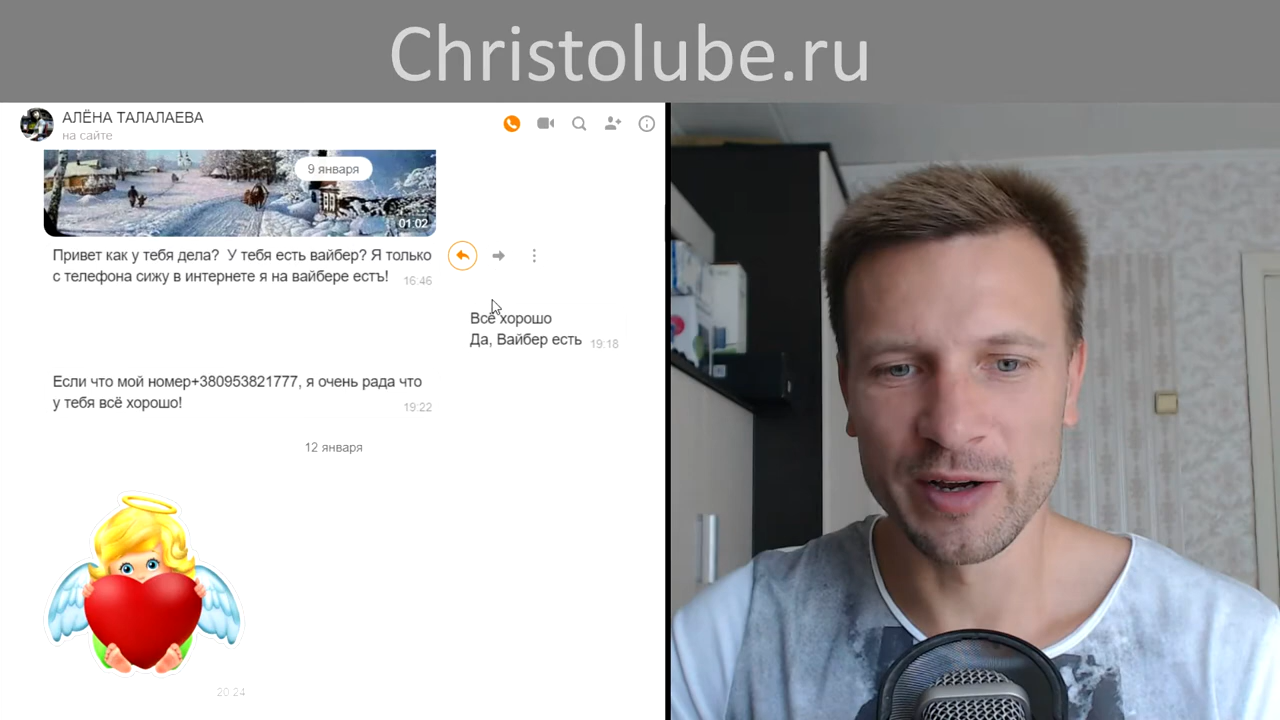 Christolube.ru
АЛЁНА ТАЛАЛАЕВА
на сайте
9 января
01:02
Привет как у тебя дела? У тебя есть вайбер? Я только
с телефона сижу в интернете я на вайбере есть!
16:46
Всё хорошо
Да, Вайбер есть
19:18
Если что мой номер+380953821777, я очень рада что
у тебя всё хорошо!
19:22
12 января
20:24